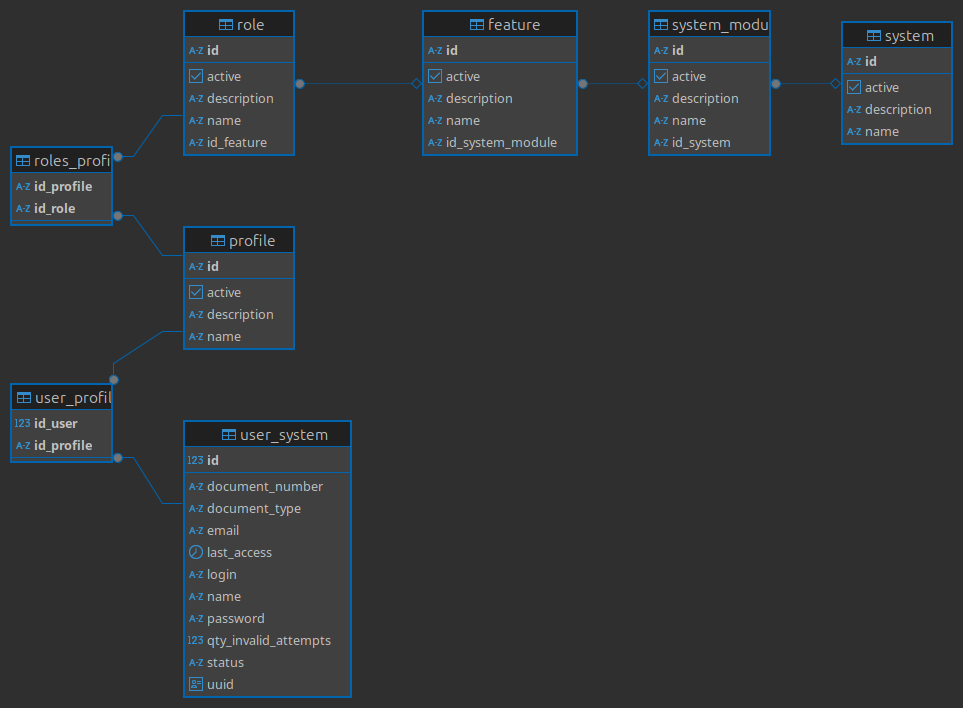 role
A-Z id
active
A-Z description
A-Z name
A-Z id_feature
feature
A-Z id
active
A-Z description
A-Z name
A-Z id_system_module
system_modu
A-Z id
active
A-Z description
A-Z name
A-Z id_system
system
A-Z id
active
A-Z description
A-Z name
roles_profi
A-Z id_profile
A-Z id_role
profile
A-Z id
active
A-Z description
A-Z name
user_profil
123 id_user
A-Z id_profile
user_system
123 id
A-Z document_number
A-Z document_type
A-Z email
last_access
A-Z login
A-Z name
A-Z password
123 qty_invalid_attempts
A-Z status
uuid